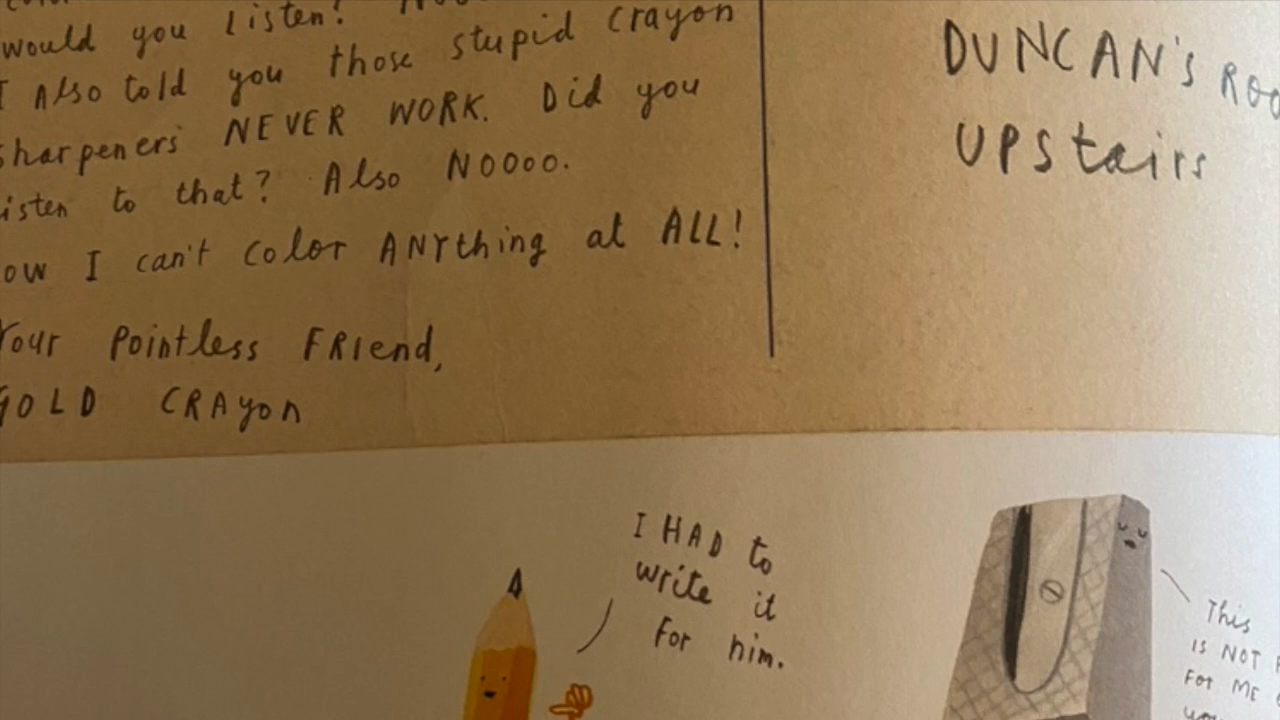 would you listen?
I Also told you those stupid crayon
sharpeners NEVER WORK. Did you
listen to that? Also NOooo.
I can't color ANYthing at ALL!
Your Pointless FRIend,
GOLD CRAyon
DUNCAN's
UPStairs
I HAD to
write it
For him.
This
IS NOT
For ME